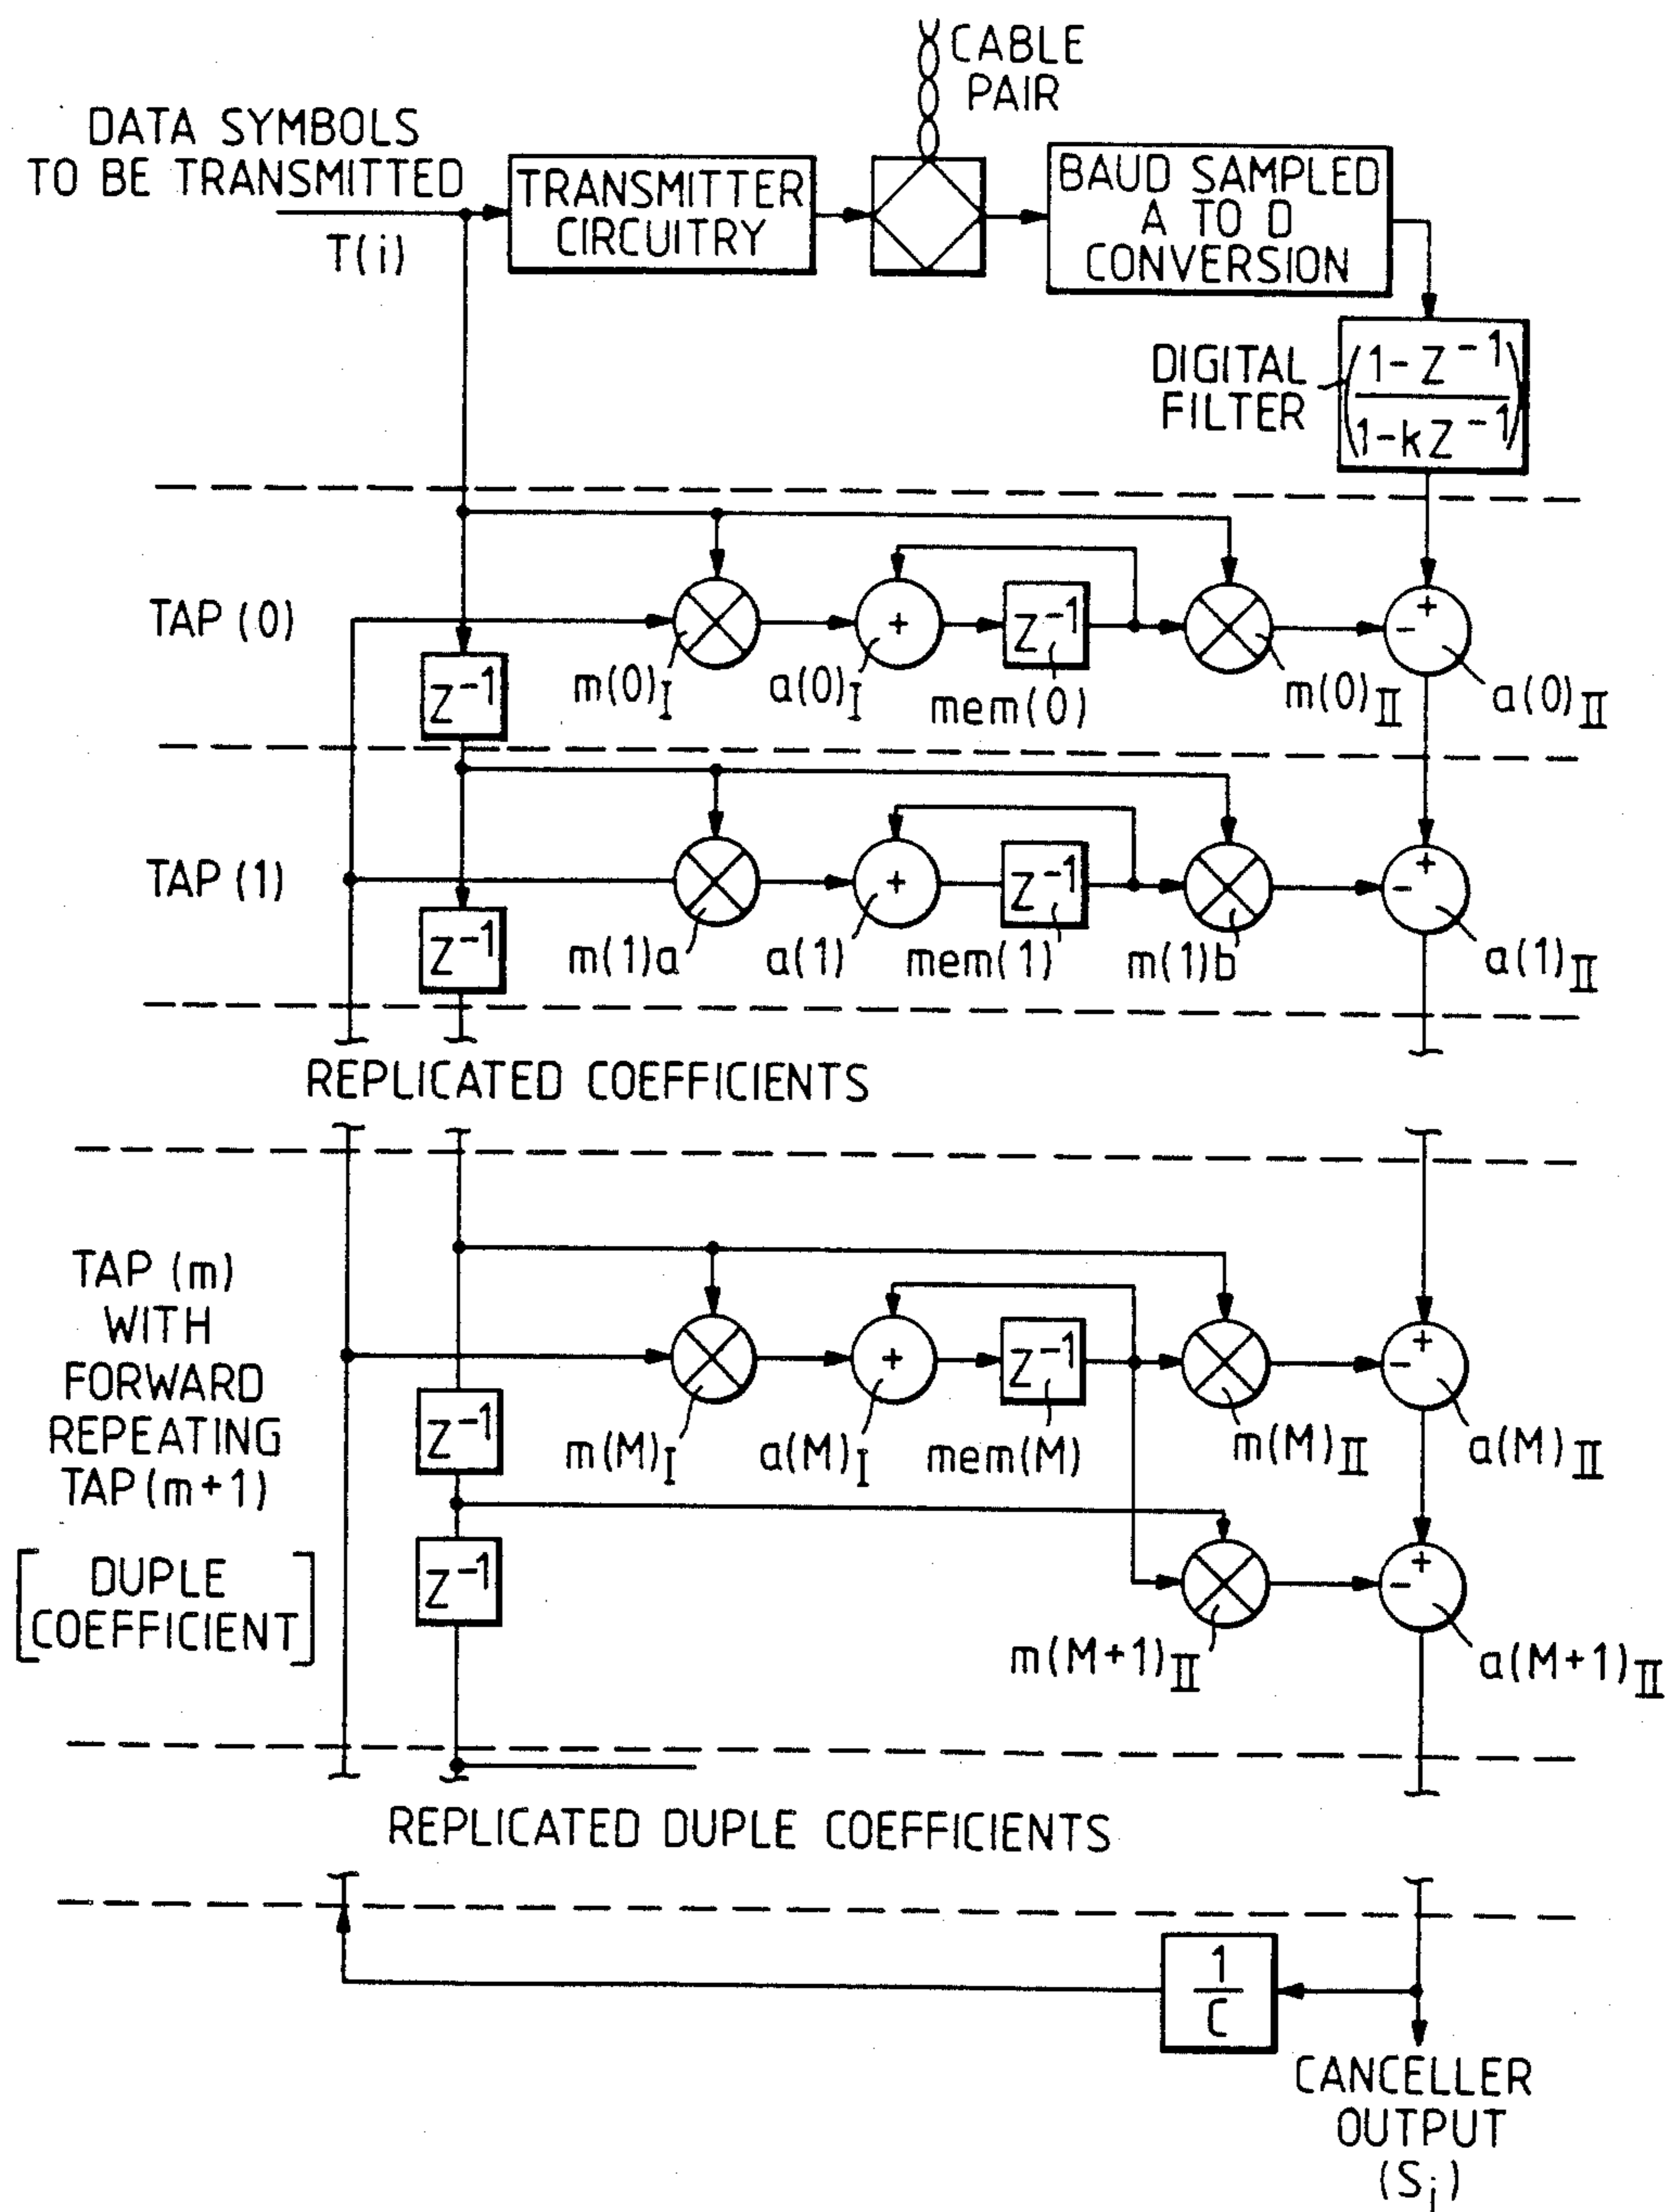 CABLE
PAIR
DATA SYMBOLS
TO BE TRANSMITTED
T(i)
TRANSMITTER
CIRCUITRY
BAUD SAMPLED
A TO D
CONVERSION
DIGITAL
FILTER
(1-Z⁻¹
1-kZ⁻¹)
TAP (0)
+
Z⁻¹
+
-
Z⁻¹
m(0)I
a(0)I
mem(0)
m(0)II
a(0)II
TAP (1)
+
Z⁻¹
+
-
Z⁻¹
m(1)a
a(1)
mem(1)
m(1)b
a(1)II
REPLICATED COEFFICIENTS
TAP (m)
WITH
FORWARD
REPEATING
TAP (m+1)
[DUPLE
COEFFICIENT]
+
Z⁻¹
+
-
Z⁻¹
m(M)I
a(M)I
mem(M)
m(M)II
a(M)II
Z⁻¹
+
-
m(M+1)II
a(M+1)II
REPLICATED DUPLE COEFFICIENTS
1
C
CANCELLER
OUTPUT
(Si)